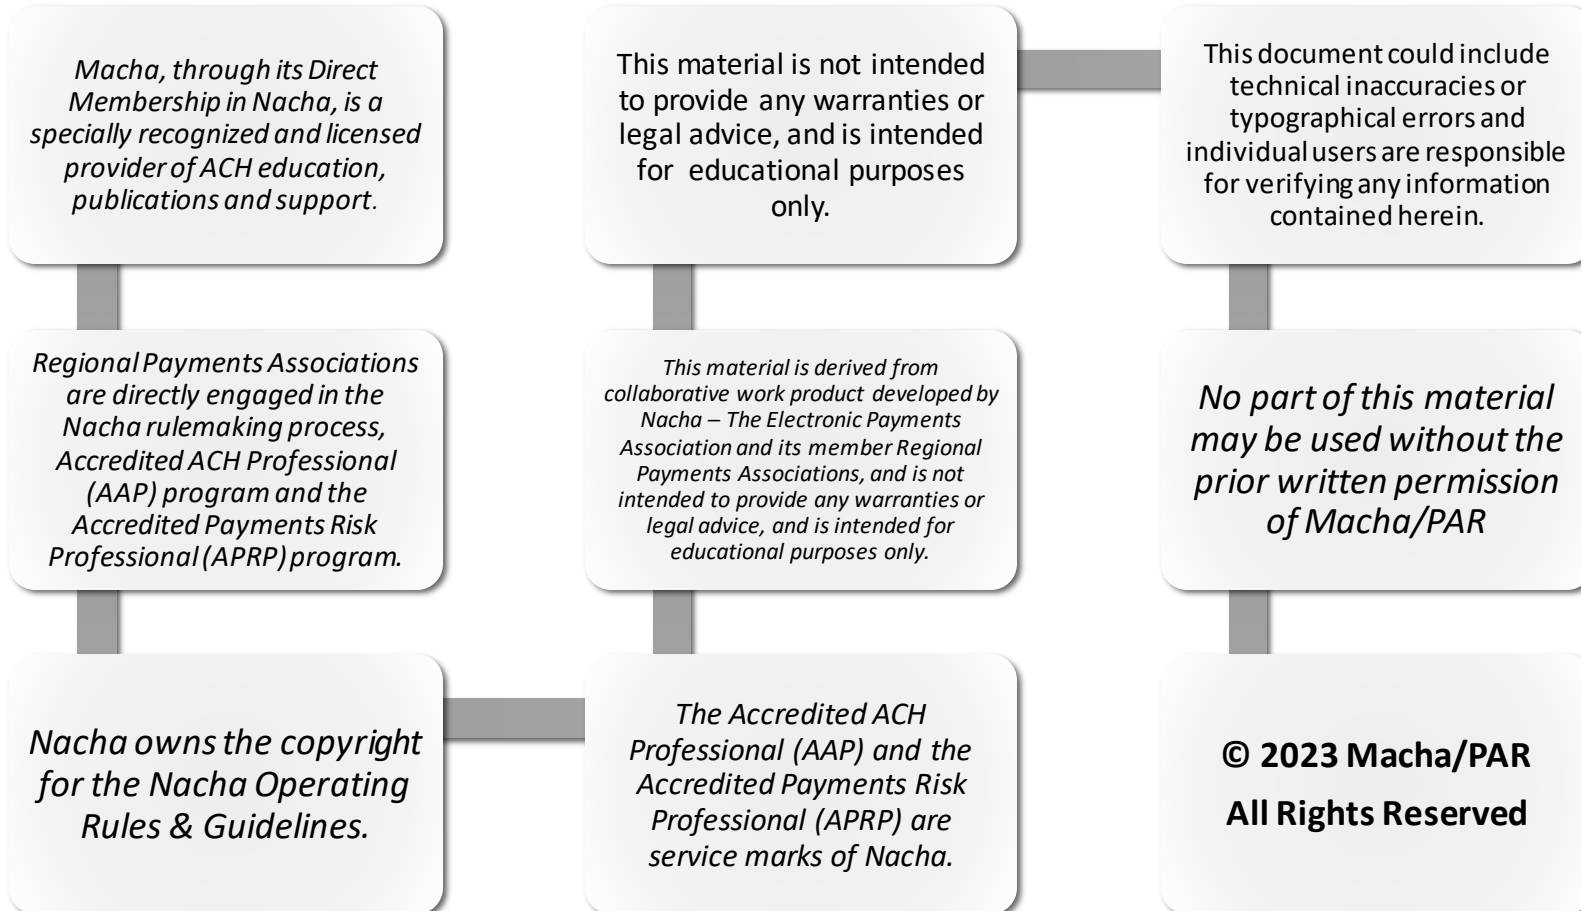 Macha, through its Direct
Membership in Nacha, is a
specially recognized and licensed
provider of ACH education,
publications and support.
Regional Payments Associations
are directly engaged in the
Nacha rulemaking process,
Accredited ACH Professional
(AAP) program and the
Accredited Payments Risk
Professional (APRP) program.
Nacha owns the copyright
for the Nacha Operating
Rules & Guidelines.
The Accredited ACH
Professional (AAP) and the
Accredited Payments Risk
Professional (APRP) are
service marks of Nacha.
This material is derived from
collaborative work product developed by
Nacha – The Electronic Payments
Association and its member Regional
Payments Associations, and is not
intended to provide any warranties or
legal advice, and is intended for
educational purposes only.
This material is not intended
to provide any warranties or
legal advice, and is intended
for educational purposes
only.
This document could include
technical inaccuracies or
typographical errors and
individual users are responsible
for verifying any information
contained herein.
No part of this material
may be used without the
prior written permission
of Macha/PAR
© 2023 Macha/PAR
All Rights Reserved